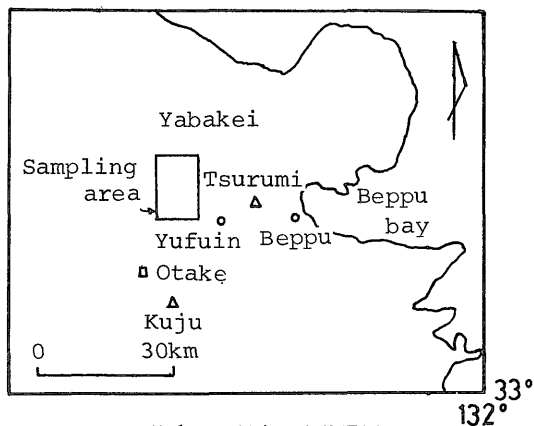 Yabakei
Sampling
area
Tsurumi
Beppu
bay
Yufuin
Beppu
Otake
Kuju
0
30km
33°
132°